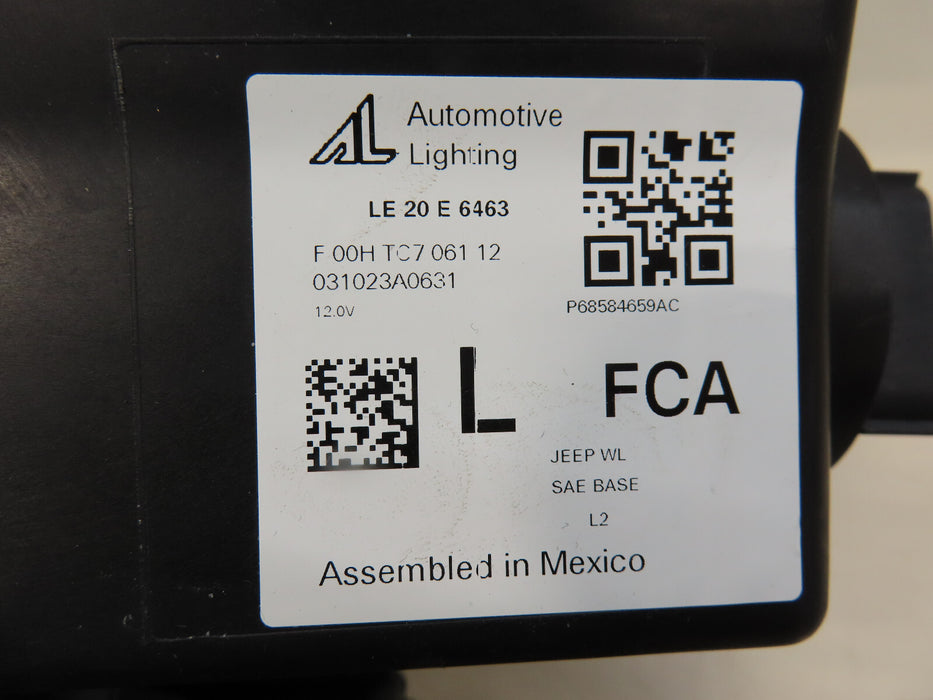 AL Automotive
Lighting
LE 20 E 6463
F 00H TC7 061 12
031023A0631
12.0V
P68584659AC
L
FCA
JEEP WL
SAE BASE
L2
Assembled in Mexico